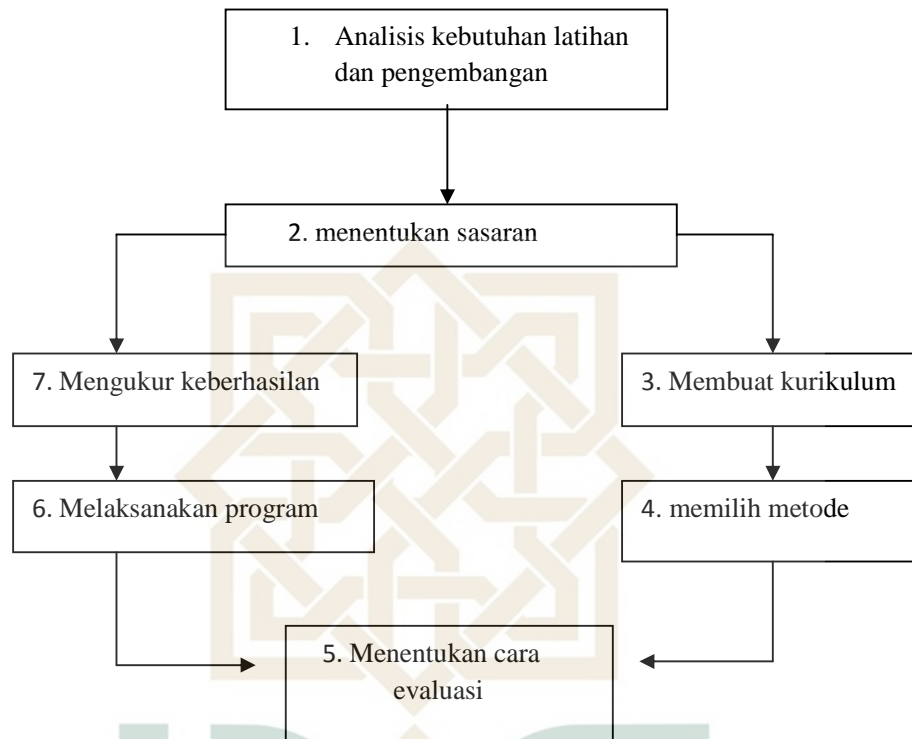 1. Analisis kebutuhan latihan
dan pengembangan
2. menentukan sasaran
7. Mengukur keberhasilan
3. Membuat kurikulum
6. Melaksanakan program
4. memilih metode
5. Menentukan cara
evaluasi